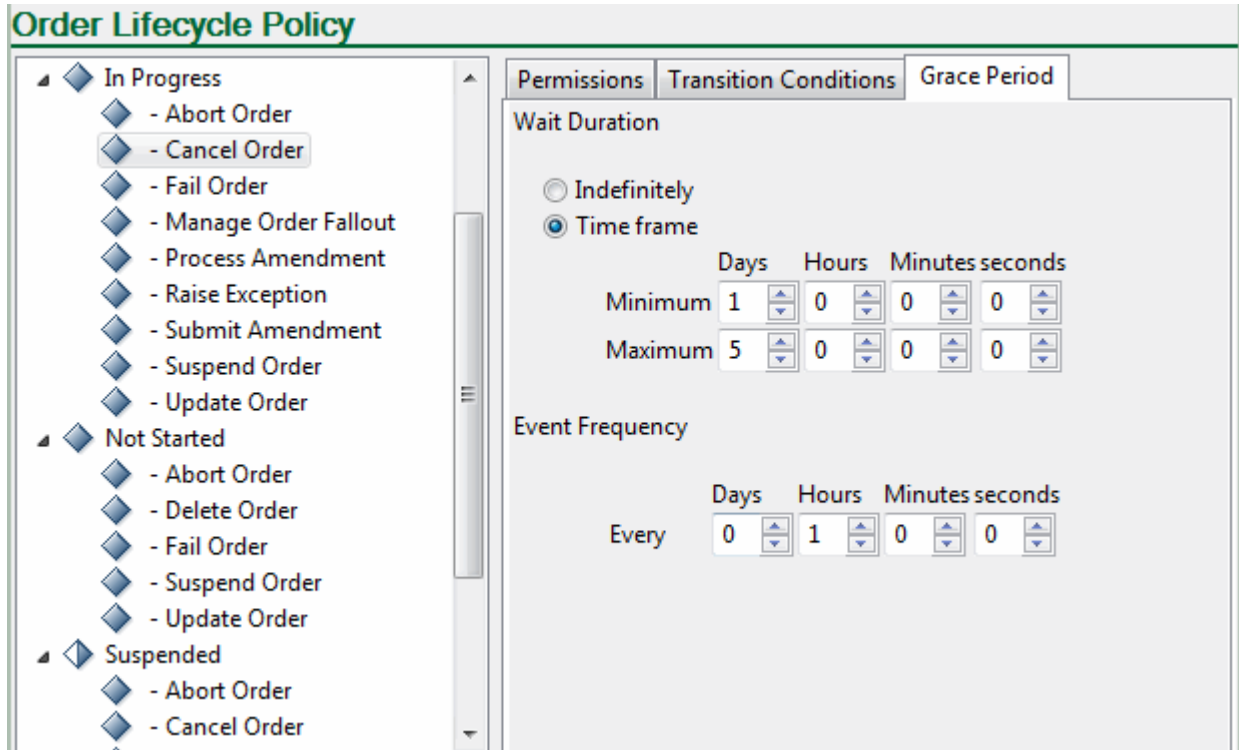 Order Lifecycle Policy
In Progress
- Abort Order
- Cancel Order
- Fail Order
- Manage Order Fallout
- Process Amendment
- Raise Exception
- Submit Amendment
- Suspend Order
- Update Order
Not Started
- Abort Order
- Delete Order
- Fail Order
- Suspend Order
- Update Order
Suspended
- Abort Order
- Cancel Order
Permissions Transition Conditions Grace Period
Wait Duration
Indefinitely
Time frame
Days Hours Minutes seconds
Minimum 1 0 0 0
Maximum 5 0 0 0
Event Frequency
Days Hours Minutes seconds
Every 0 1 0 0